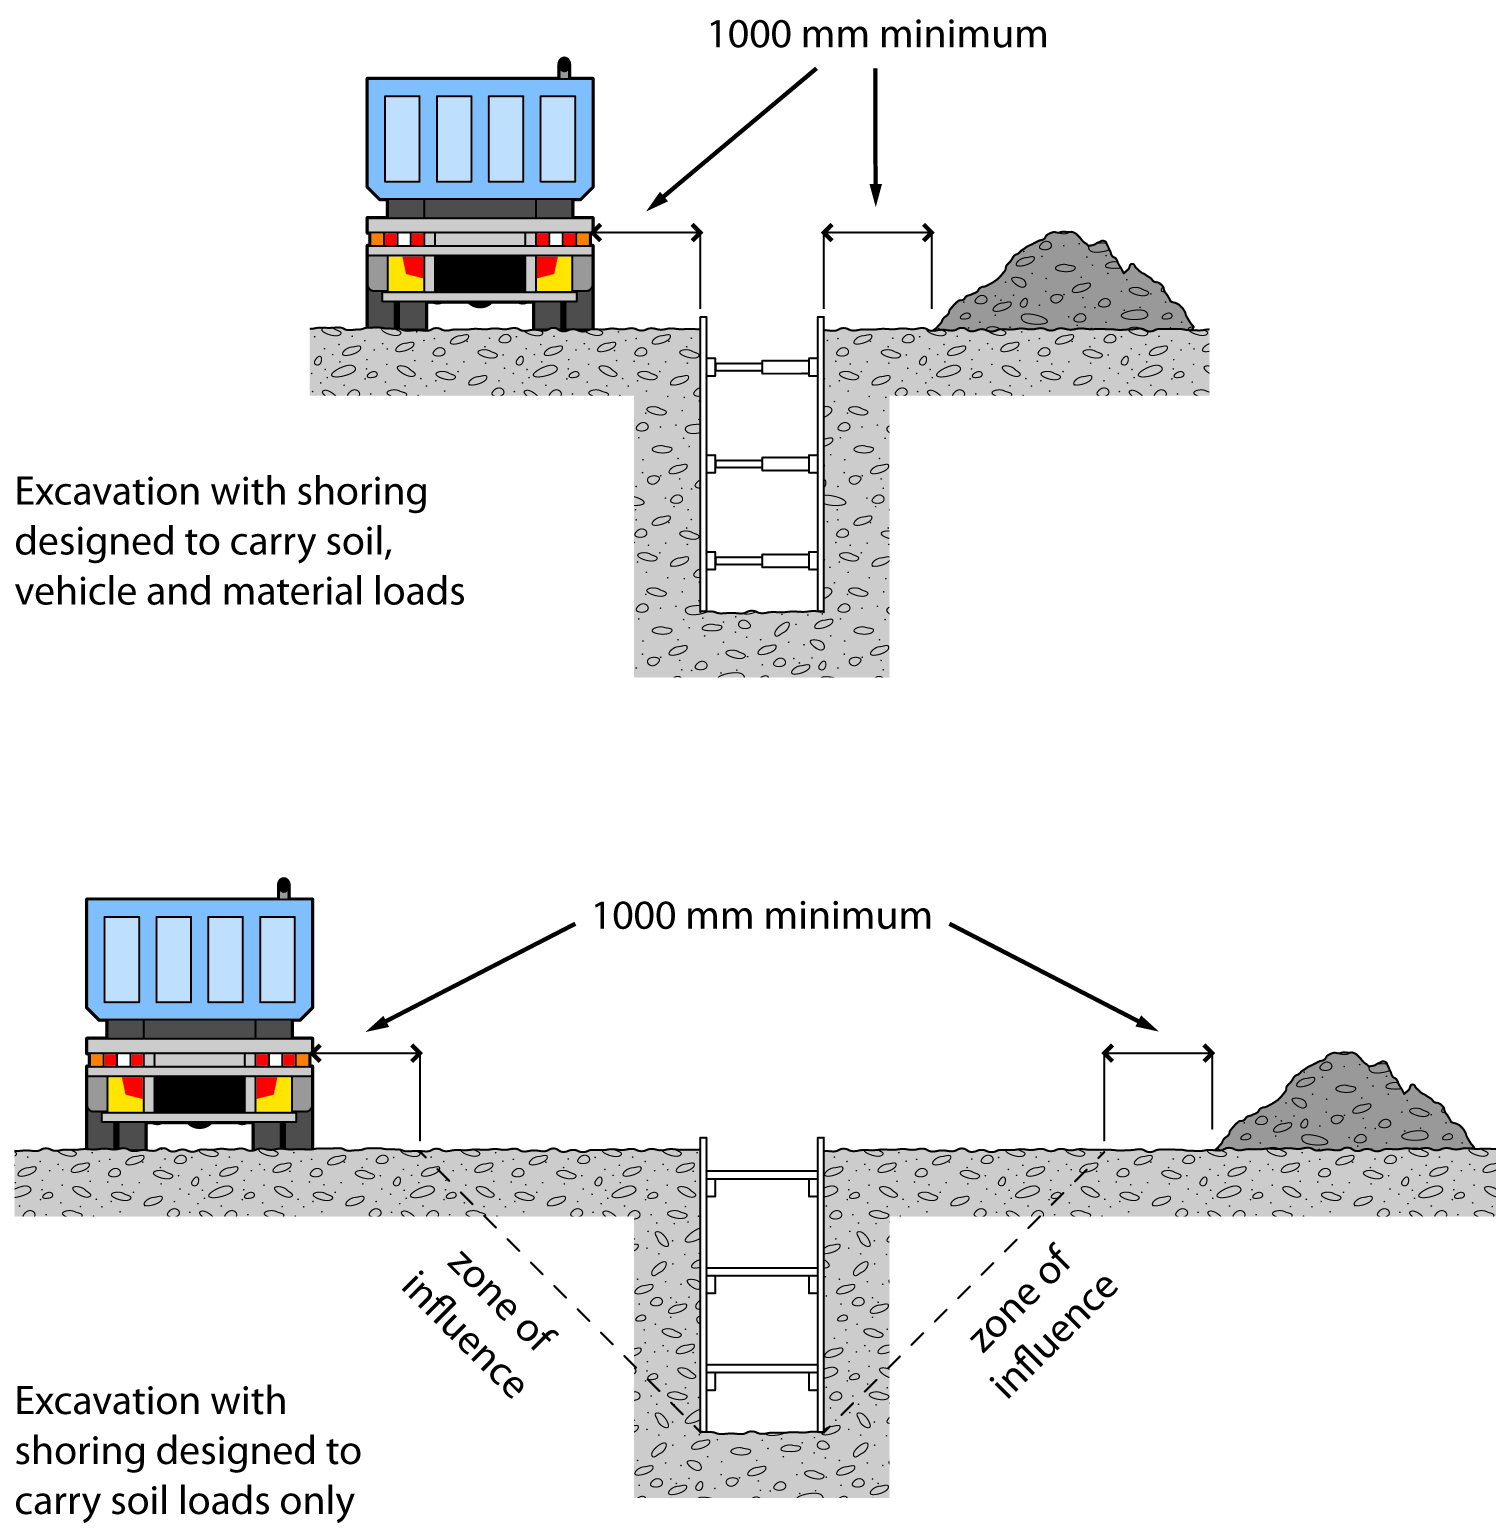 1000 mm minimum
Excavation with shoring
designed to carry soil,
vehicle and material loads
1000 mm minimum
zone of
influence
zone of
influence
Excavation with
shoring designed to
carry soil loads only